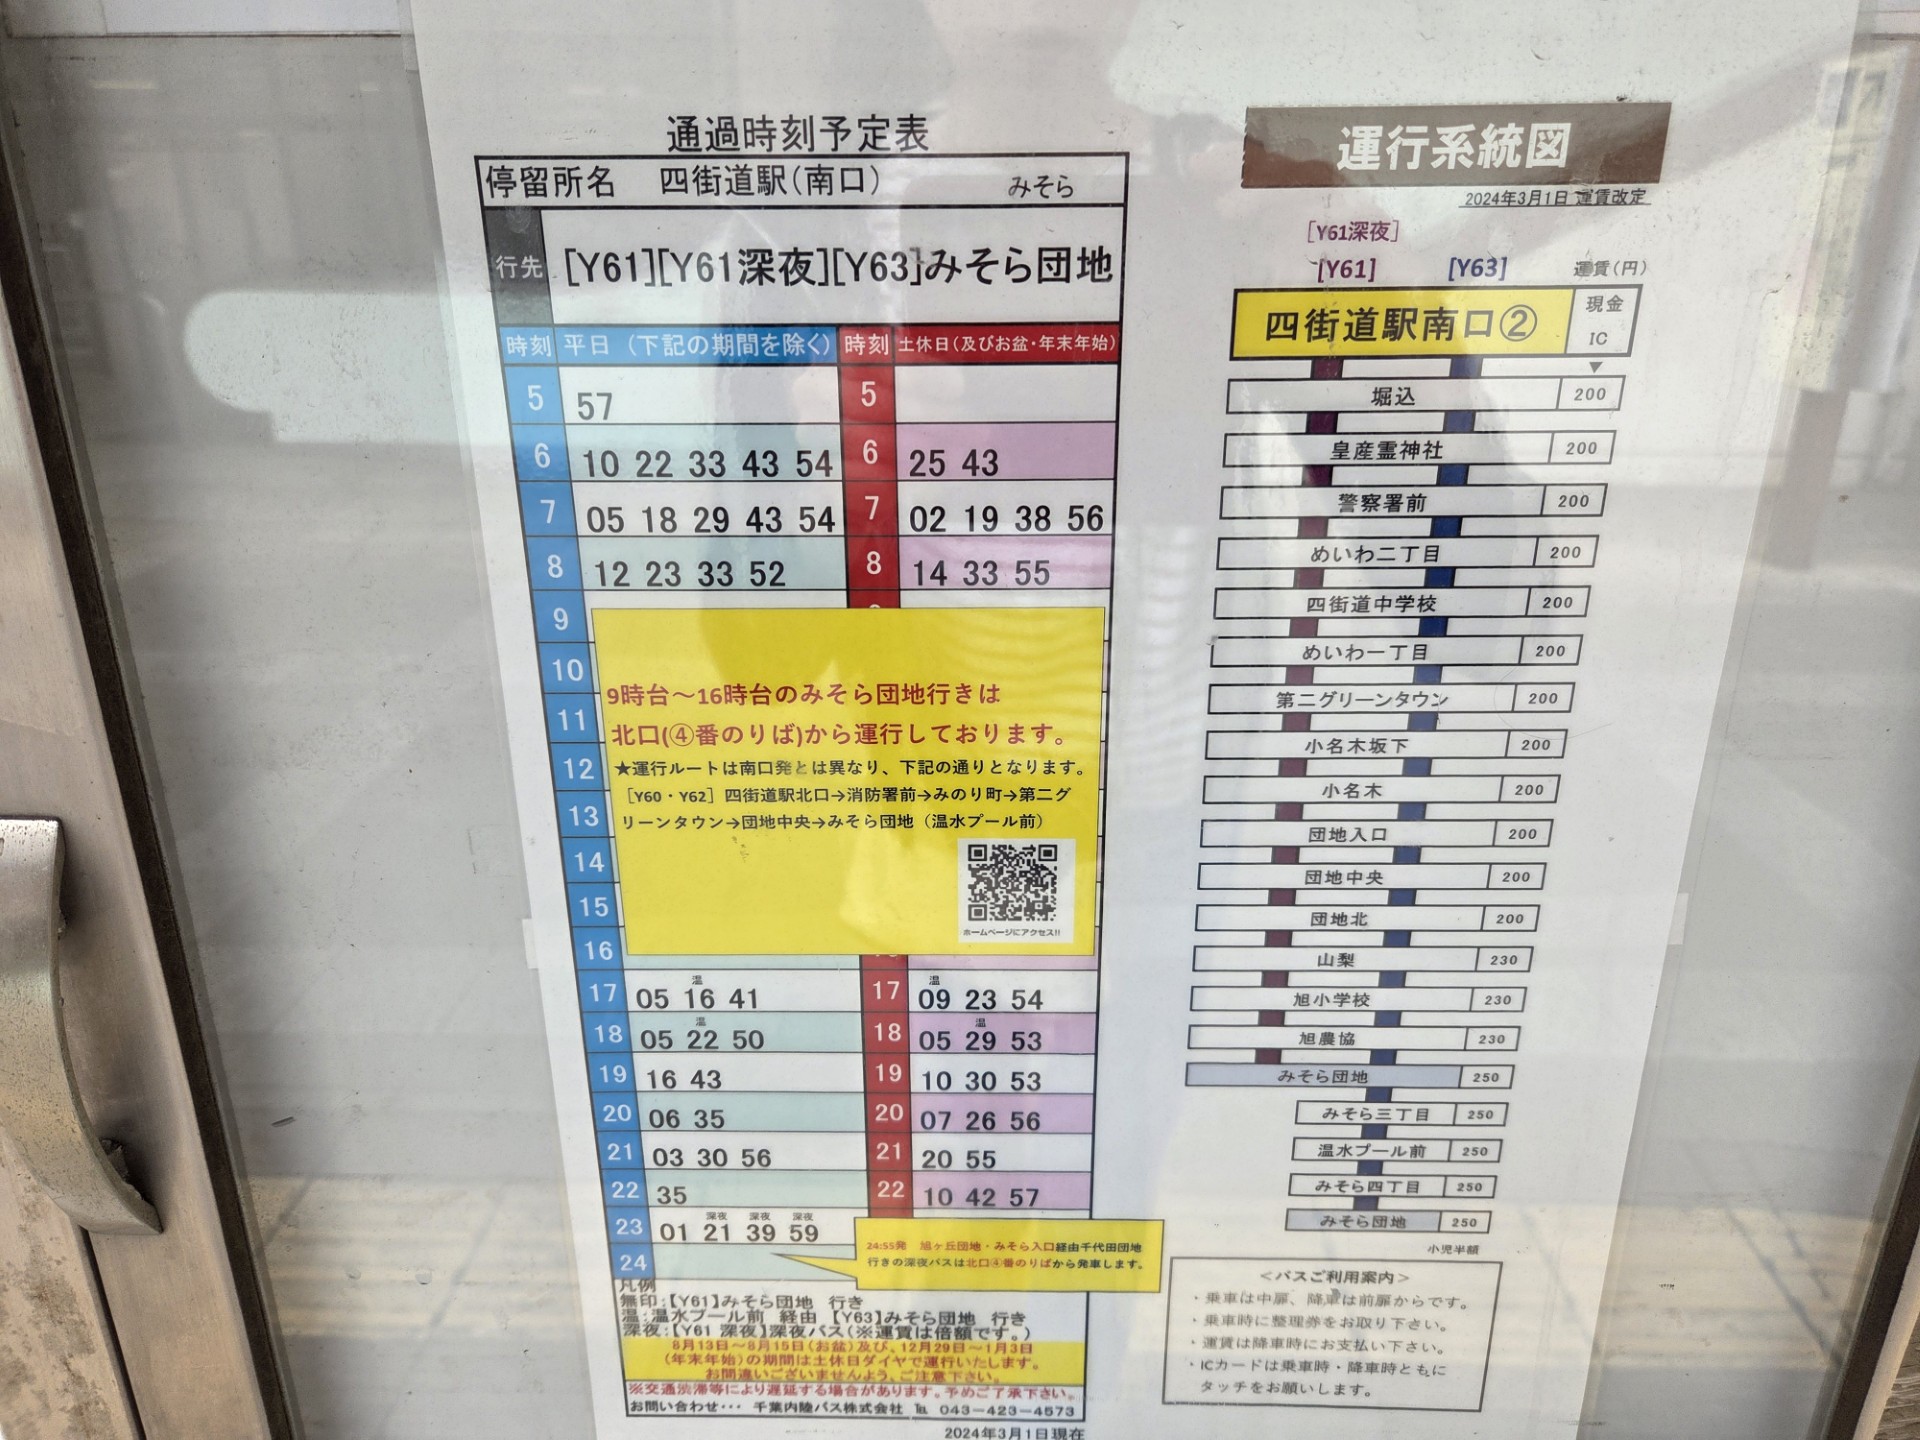 通過時刻予定表
停留所名 四街道駅(南口) みそら
行先 [Y61][Y61深夜][Y63]みそら団地
時刻 平日(下記の期間を除く) 時刻 土休日(及びお盆・年末年始)
5 57 5
6 10 22 33 43 54 6 25 43
7 05 18 29 43 54 7 02 19 38 56
8 12 23 33 52 8 14 33 55
9
10
11
12
13
14
15
16
9時台～16時台のみそら団地行きは
北口(④番のりば)から運行しております。
★運行ルートは南口発とは異なり、下記の通りとなります。
[Y60・Y62]四街道駅北口→消防署前→みのり町→第二グ
リーンタウン→団地中央→みそら団地(温水プール前)
ホームページにアクセス!!
温 温
17 05 16 41 17 09 23 54
温 温
18 05 22 50 18 05 29 53
19 16 43 19 10 30 53
20 06 35 20 07 26 56
21 03 30 56 21 20 55
22 35 22 10 42 57
深夜 深夜 深夜
23 01 21 39 59
24
24:55発 旭ヶ丘団地・みそら入口経由千代田団地
行きの深夜バスは北口④番のりばから発車します。
凡例
無印:【Y61】みそら団地 行き
温:温水プール前 経由 【Y63】みそら団地 行き
深夜:【Y61 深夜】深夜バス(※運賃は倍額です。)
8月13日～8月15日(お盆)及び、12月29日～1月3日
(年末年始)の期間は土休日ダイヤで運行いたします。
お間違いございませんよう、ご注意下さい。
※交通渋滞等により遅延する場合があります。予めご了承下さい。
お問い合わせ・・・ 千葉内陸バス株式会社 ℡ 043-423-4573
2024年3月1日現在
運行系統図
2024年3月1日 運賃改定
[Y61深夜]
[Y61] [Y63] 運賃(円)
四街道駅南口② 現金 IC
▼
堀込 200
皇産霊神社 200
警察署前 200
めいわ二丁目 200
四街道中学校 200
めいわ一丁目 200
第二グリーンタウン 200
小名木坂下 200
小名木 200
団地入口 200
団地中央 200
団地北 200
山梨 230
旭小学校 230
旭農協 230
みそら団地 250
みそら三丁目 250
温水プール前 250
みそら四丁目 250
みそら団地 250
小児半額
＜バスご利用案内＞
・乗車は中扉、降車は前扉からです。
・乗車時に整理券をお取り下さい。
・運賃は降車時にお支払い下さい。
・ICカードは乗車時・降車時ともに
タッチをお願いします。